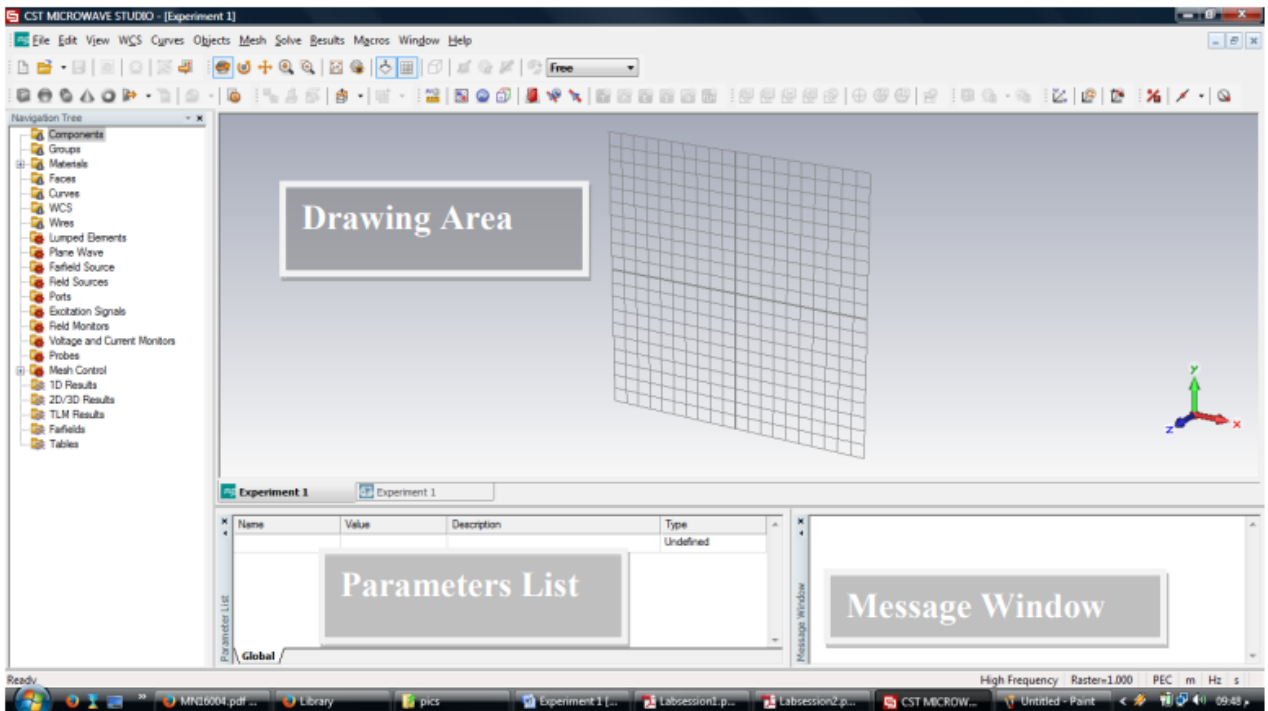 CST MICROWAVE STUDIO - [Experiment 1]
File Edit View WCS Curves Objects Mesh Solve Results Macros Window Help
Free
Navigation Tree
Components
Groups
Materials
Faces
Curves
WCS
Wires
Lumped Elements
Plane Wave
Farfield Source
Field Sources
Ports
Excitation Signals
Field Monitors
Voltage and Current Monitors
Probes
Mesh Control
1D Results
2D/3D Results
TLM Results
Farfields
Tables
Drawing Area
y
z x
Experiment 1 Experiment 1
Name Value Description Type
Undefined
Parameters List
Parameter List
Global
Message Window
Message Window
Ready
High Frequency Raster=1.000 PEC m Hz s
MN16004.pdf ... Library pics Experiment 1 [... Labsession1.p... Labsession2.p... CST MICROW... Untitled - Paint < 09:48 م